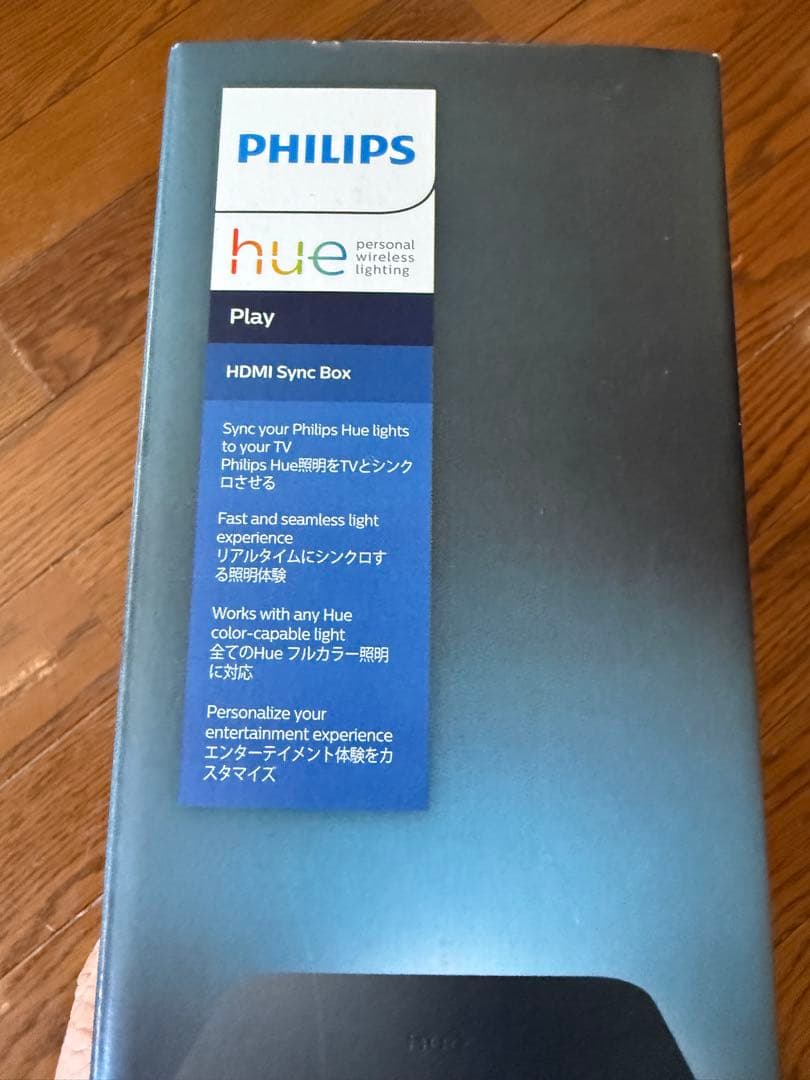 PHILIPS
hue personal
wireless
lighting
Play
HDMI Sync Box
Sync your Philips Hue lights
to your TV
Philips Hue照明をTVとシンク
ロさせる
Fast and seamless light
experience
リアルタイムにシンクロす
る照明体験
Works with any Hue
color-capable light
全てのHue フルカラー照明
に対応
Personalize your
entertainment experience
エンターテイメント体験をカ
スタマイズ
hue